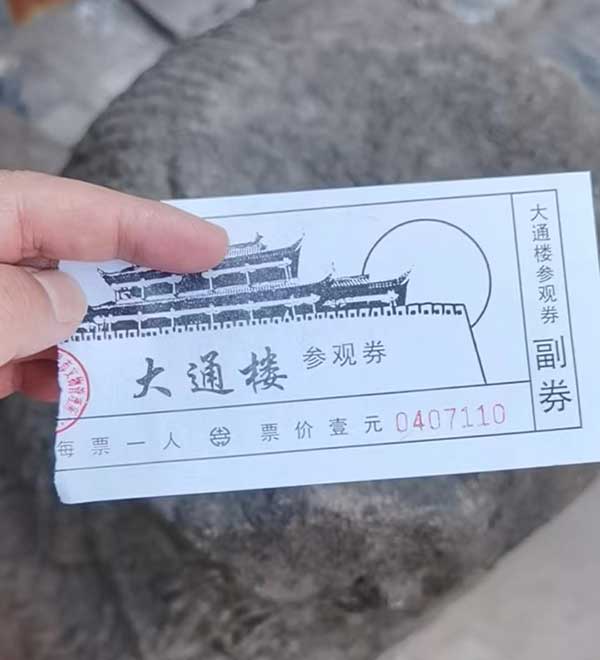 大通楼 参观券
每票一人 票价壹元 0407110
大通楼参观券 副券